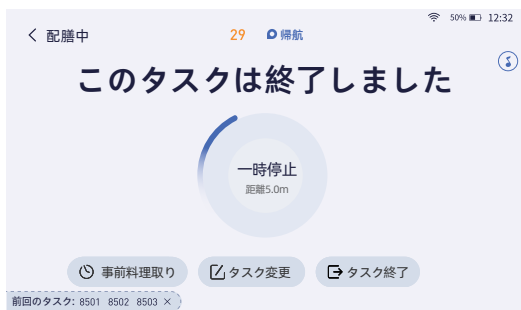 50% 12:32
配膳中
29 帰航
このタスクは終了しました
一時停止
距離5.0m
事前料理取り タスク変更 タスク終了
前回のタスク: 8501 8502 8503 ×